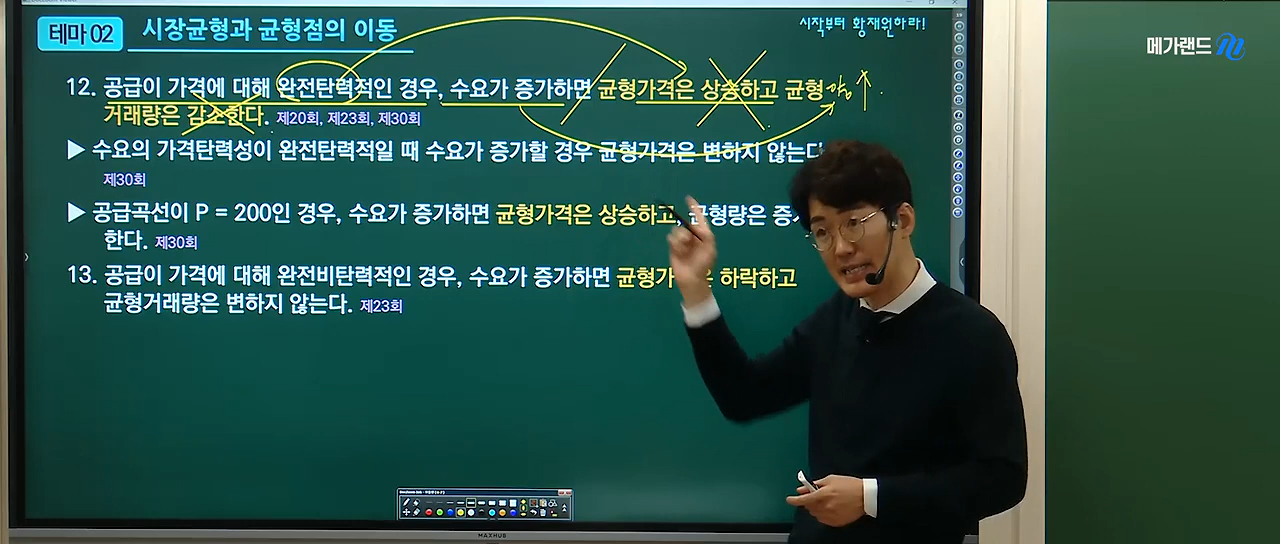 테마 02 시장균형과 균형점의 이동
시작부터 황재원하라!
메가랜드
12. 공급이 가격에 대해 완전탄력적인 경우, 수요가 증가하면 균형가격은 상승하고 균형
거래량은 감소한다. 제20회, 제23회, 제30회
▶ 수요의 가격탄력성이 완전탄력적일 때 수요가 증가할 경우 균형가격은 변하지 않는다
제30회
▶ 공급곡선이 P = 200인 경우, 수요가 증가하면 균형가격은 상승하고, 균형량은
한다. 제30회
13. 공급이 가격에 대해 완전비탄력적인 경우, 수요가 증가하면 하락하고
균형거래량은 변하지 않는다. 제23회
MAXHUB